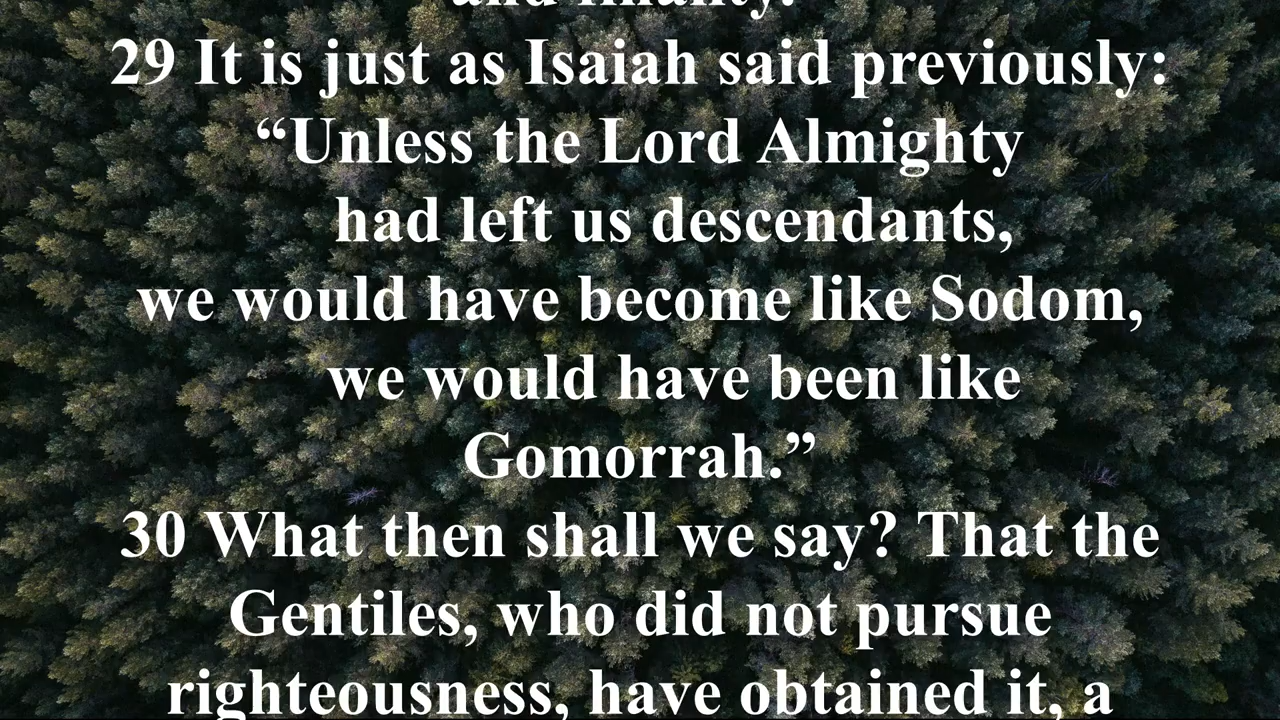 and finality."
29 It is just as Isaiah said previously:
“Unless the Lord Almighty
had left us descendants,
we would have become like Sodom,
we would have been like
Gomorrah.”
30 What then shall we say? That the
Gentiles, who did not pursue
righteousness, have obtained it, a